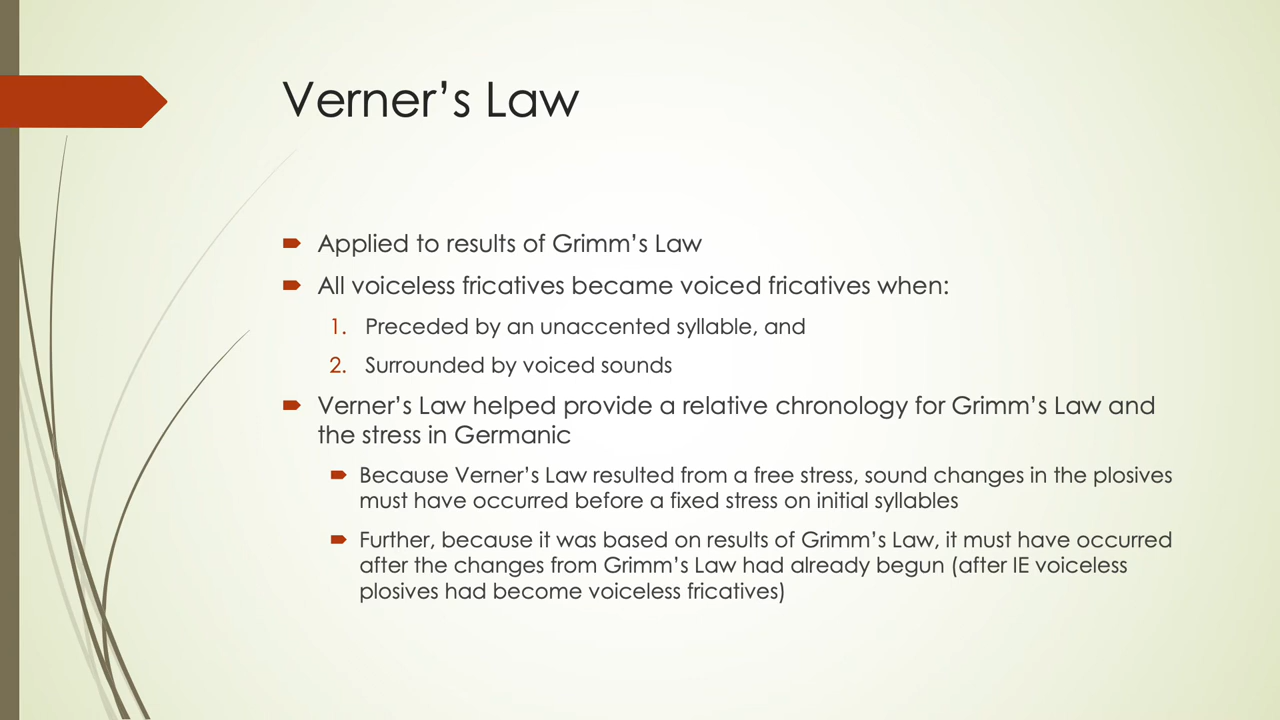 Verner’s Law
Applied to results of Grimm’s Law
All voiceless fricatives became voiced fricatives when:
1. Preceded by an unaccented syllable, and
2. Surrounded by voiced sounds
Verner’s Law helped provide a relative chronology for Grimm’s Law and
the stress in Germanic
Because Verner’s Law resulted from a free stress, sound changes in the plosives
must have occurred before a fixed stress on initial syllables
Further, because it was based on results of Grimm’s Law, it must have occurred
after the changes from Grimm’s Law had already begun (after IE voiceless
plosives had become voiceless fricatives)